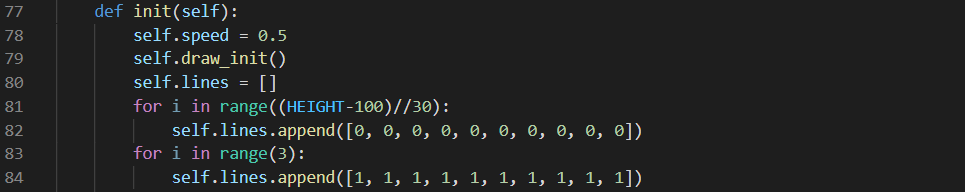 77 def init(self):
78 self.speed = 0.5
79 self.draw_init()
80 self.lines = []
81 for i in range((HEIGHT-100)//30):
82 self.lines.append([0, 0, 0, 0, 0, 0, 0, 0, 0, 0])
83 for i in range(3):
84 self.lines.append([1, 1, 1, 1, 1, 1, 1, 1, 1, 1])